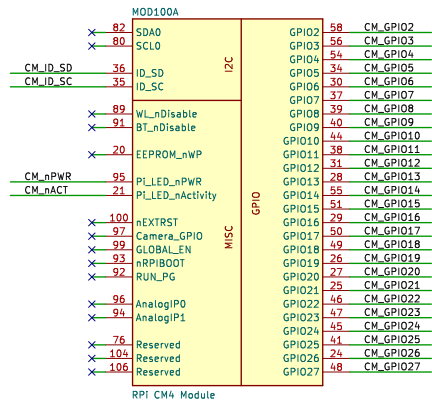 MOD100A
82 SDA0
80 SCL0
CM_ID_SD 36 ID_SD
CM_ID_SC 35 ID_SC
I2C
89 WL_nDisable
91 BT_nDisable
20 EEPROM_nWP
CM_nPWR 95 Pi_LED_nPWR
CM_nACT 21 Pi_LED_nActivity
100 nEXTRST
97 Camera_GPIO
99 GLOBAL_EN
93 nRPIBOOT
92 RUN_PG
96 AnalogIP0
94 AnalogIP1
76 Reserved
104 Reserved
106 Reserved
MISC
GPIO
GPIO2 58 CM_GPIO2
GPIO3 56 CM_GPIO3
GPIO4 54 CM_GPIO4
GPIO5 34 CM_GPIO5
GPIO6 30 CM_GPIO6
GPIO7 37 CM_GPIO7
GPIO8 39 CM_GPIO8
GPIO9 40 CM_GPIO9
GPIO10 44 CM_GPIO10
GPIO11 38 CM_GPIO11
GPIO12 31 CM_GPIO12
GPIO13 28 CM_GPIO13
GPIO14 55 CM_GPIO14
GPIO15 51 CM_GPIO15
GPIO16 29 CM_GPIO16
GPIO17 50 CM_GPIO17
GPIO18 49 CM_GPIO18
GPIO19 26 CM_GPIO19
GPIO20 27 CM_GPIO20
GPIO21 25 CM_GPIO21
GPIO22 46 CM_GPIO22
GPIO23 47 CM_GPIO23
GPIO24 45 CM_GPIO24
GPIO25 41 CM_GPIO25
GPIO26 24 CM_GPIO26
GPIO27 48 CM_GPIO27
RPi CM4 Module